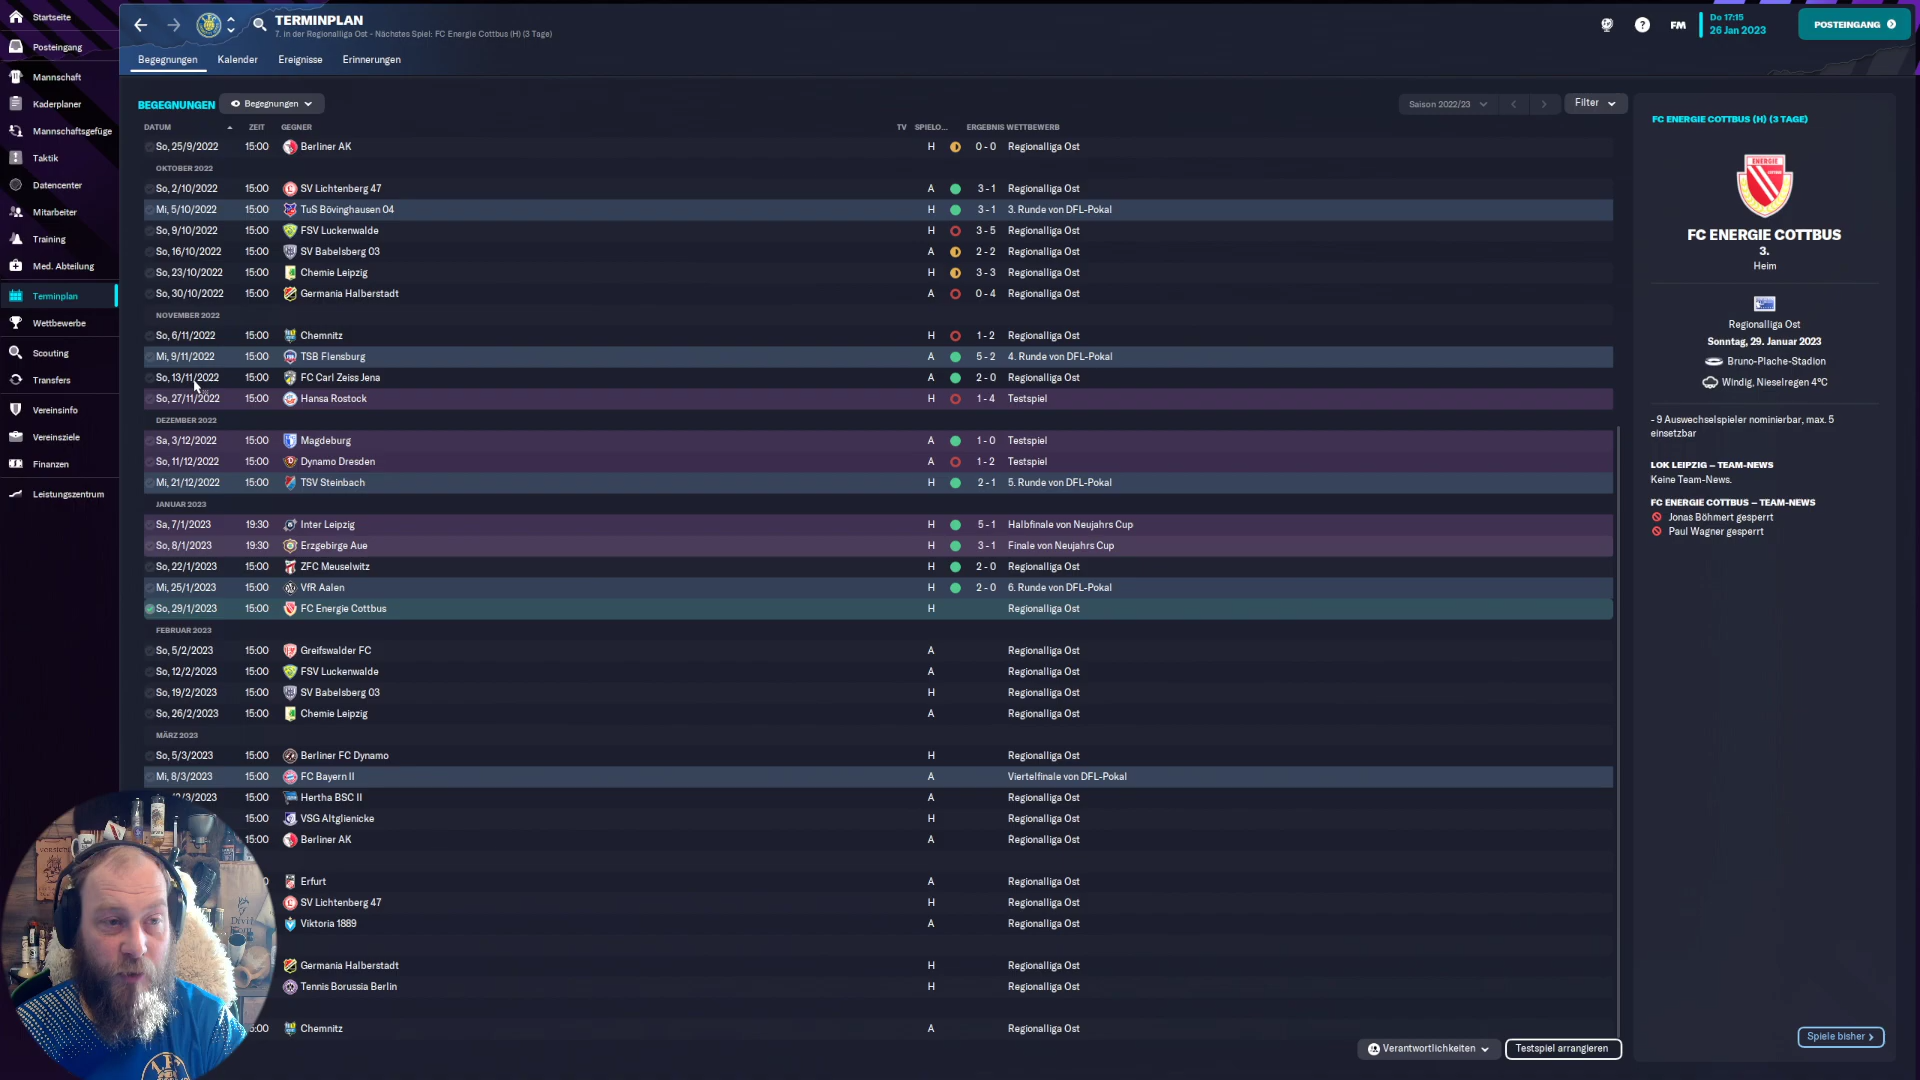 Startseite
Posteingang
Mannschaft
Kaderplaner
Mannschaftsgefüge
Taktik
Datencenter
Mitarbeiter
Training
Med. Abteilung
Terminplan
Wettbewerbe
Scouting
Transfers
Vereinsinfo
Vereinsziele
Finanzen
Leistungszentrum
TERMINPLAN
7. in der Regionalliga Ost - Nächstes Spiel: FC Energie Cottbus (H) (3 Tage)
FM
Do 17:15
26 Jan 2023
POSTEINGANG
Begegnungen Kalender Ereignisse Erinnerungen
BEGEGNUNGEN Begegnungen
Saison 2022/23
Filter
DATUM ZEIT GEGNER TV SPIELO... ERGEBNIS WETTBEWERB
So, 25/9/2022 15:00 Berliner AK H 0 - 0 Regionalliga Ost
OKTOBER 2022
So, 2/10/2022 15:00 SV Lichtenberg 47 A 3 - 1 Regionalliga Ost
Mi, 5/10/2022 15:00 TuS Bövinghausen 04 H 3 - 1 3. Runde von DFL-Pokal
So, 9/10/2022 15:00 FSV Luckenwalde H 3 - 5 Regionalliga Ost
So, 16/10/2022 15:00 SV Babelsberg 03 A 2 - 2 Regionalliga Ost
So, 23/10/2022 15:00 Chemie Leipzig H 3 - 3 Regionalliga Ost
So, 30/10/2022 15:00 Germania Halberstadt A 0 - 4 Regionalliga Ost
NOVEMBER 2022
So, 6/11/2022 15:00 Chemnitz H 1 - 2 Regionalliga Ost
Mi, 9/11/2022 15:00 TSB Flensburg A 5 - 2 4. Runde von DFL-Pokal
So, 13/11/2022 15:00 FC Carl Zeiss Jena A 2 - 0 Regionalliga Ost
So, 27/11/2022 15:00 Hansa Rostock H 1 - 4 Testspiel
DEZEMBER 2022
Sa, 3/12/2022 15:00 Magdeburg A 1 - 0 Testspiel
So, 11/12/2022 15:00 Dynamo Dresden A 1 - 2 Testspiel
Mi, 21/12/2022 15:00 TSV Steinbach H 2 - 1 5. Runde von DFL-Pokal
JANUAR 2023
Sa, 7/1/2023 19:30 Inter Leipzig H 5 - 1 Halbfinale von Neujahrs Cup
So, 8/1/2023 19:30 Erzgebirge Aue H 3 - 1 Finale von Neujahrs Cup
So, 22/1/2023 15:00 ZFC Meuselwitz H 2 - 0 Regionalliga Ost
Mi, 25/1/2023 15:00 VfR Aalen H 2 - 0 6. Runde von DFL-Pokal
So, 29/1/2023 15:00 FC Energie Cottbus H Regionalliga Ost
FEBRUAR 2023
So, 5/2/2023 15:00 Greifswalder FC A Regionalliga Ost
So, 12/2/2023 15:00 FSV Luckenwalde A Regionalliga Ost
So, 19/2/2023 15:00 SV Babelsberg 03 H Regionalliga Ost
So, 26/2/2023 15:00 Chemie Leipzig A Regionalliga Ost
MÄRZ 2023
So, 5/3/2023 15:00 Berliner FC Dynamo H Regionalliga Ost
Mi, 8/3/2023 15:00 FC Bayern II A Viertelfinale von DFL-Pokal
/3/2023 15:00 Hertha BSC II A Regionalliga Ost
15:00 VSG Altglienicke H Regionalliga Ost
15:00 Berliner AK A Regionalliga Ost
Erfurt A Regionalliga Ost
SV Lichtenberg 47 H Regionalliga Ost
Viktoria 1889 A Regionalliga Ost
Germania Halberstadt H Regionalliga Ost
Tennis Borussia Berlin H Regionalliga Ost
:00 Chemnitz A Regionalliga Ost
Verantwortlichkeiten
Testspiel arrangieren
FC ENERGIE COTTBUS (H) (3 TAGE)
ENERGIE
FC ENERGIE COTTBUS
3.
Heim
Regionalliga Ost
Sonntag, 29. Januar 2023
Bruno-Plache-Stadion
Windig, Nieselregen 4°C
- 9 Auswechselspieler nominierbar, max. 5
einsetzbar
LOK LEIPZIG – TEAM-NEWS
Keine Team-News.
FC ENERGIE COTTBUS – TEAM-NEWS
Jonas Böhmert gesperrt
Paul Wagner gesperrt
Spiele bisher